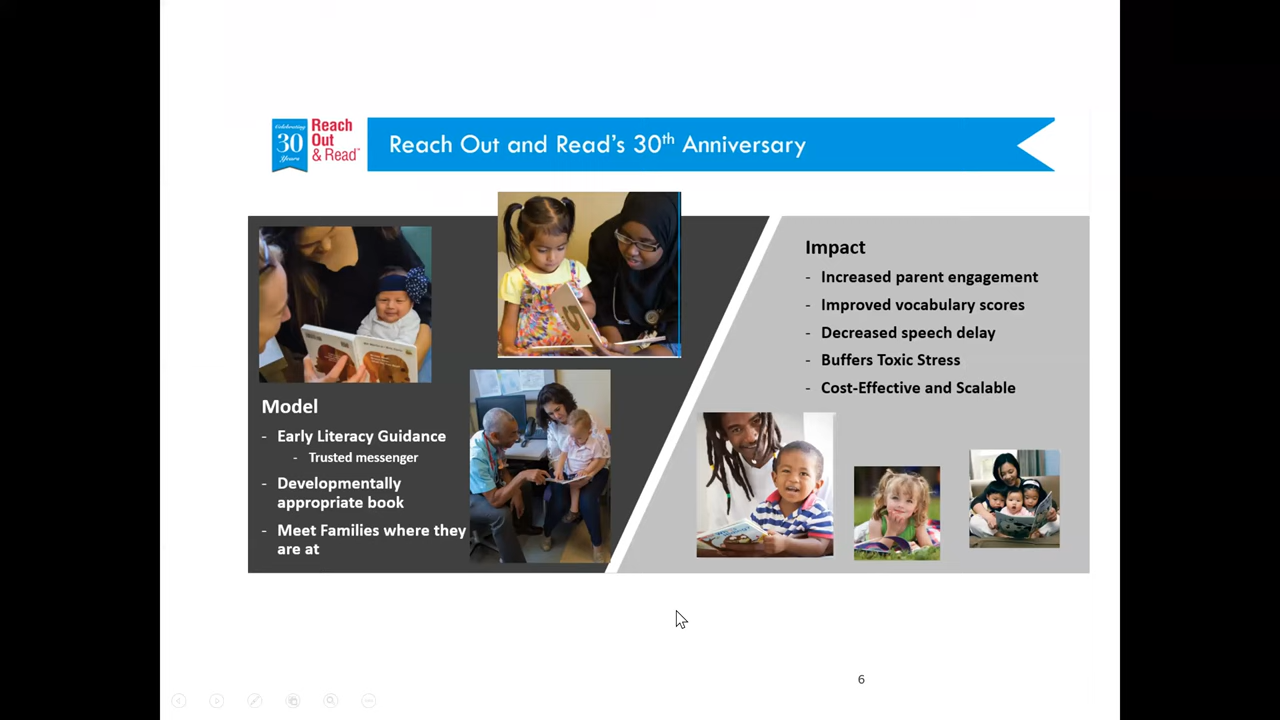 Celebrating
30
Years
Reach
Out
& Read™
Reach Out and Read's 30th Anniversary
Model
- Early Literacy Guidance
- Trusted messenger
- Developmentally
appropriate book
- Meet Families where they
are at
Impact
- Increased parent engagement
- Improved vocabulary scores
- Decreased speech delay
- Buffers Toxic Stress
- Cost-Effective and Scalable
6